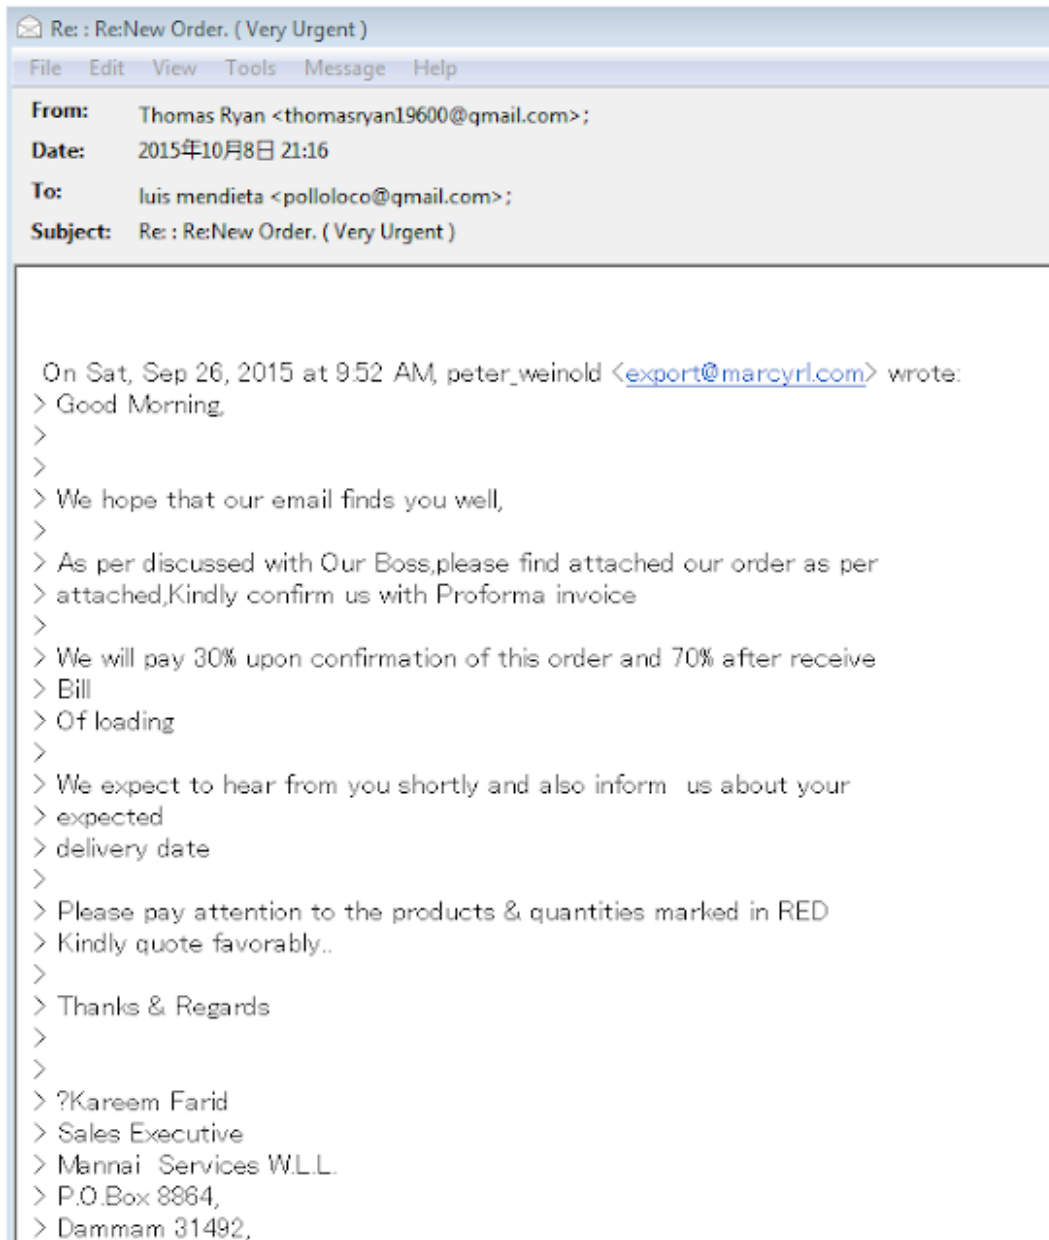 Re: : Re:New Order. ( Very Urgent )
File Edit View Tools Message Help
From: Thomas Ryan <thomasryan19600@qmail.com>;
Date: 2015年10月8日 21:16
To: luis mendieta <polloloco@qmail.com>;
Subject: Re: : Re:New Order. ( Very Urgent )
On Sat, Sep 26, 2015 at 9:52 AM, peter_weinold <export@marcyrl.com> wrote:
> Good Morning,
>
>
> We hope that our email finds you well,
>
> As per discussed with Our Boss,please find attached our order as per
> attached,Kindly confirm us with Proforma invoice
>
> We will pay 30% upon confirmation of this order and 70% after receive
> Bill
> Of loading
>
> We expect to hear from you shortly and also inform  us about your
> expected
> delivery date
>
> Please pay attention to the products & quantities marked in RED
> Kindly quote favorably..
>
> Thanks & Regards
>
>
> ?Kareem Farid
> Sales Executive
> Mannai  Services W.L.L.
> P.O.Box 8864,
> Dammam 31492,